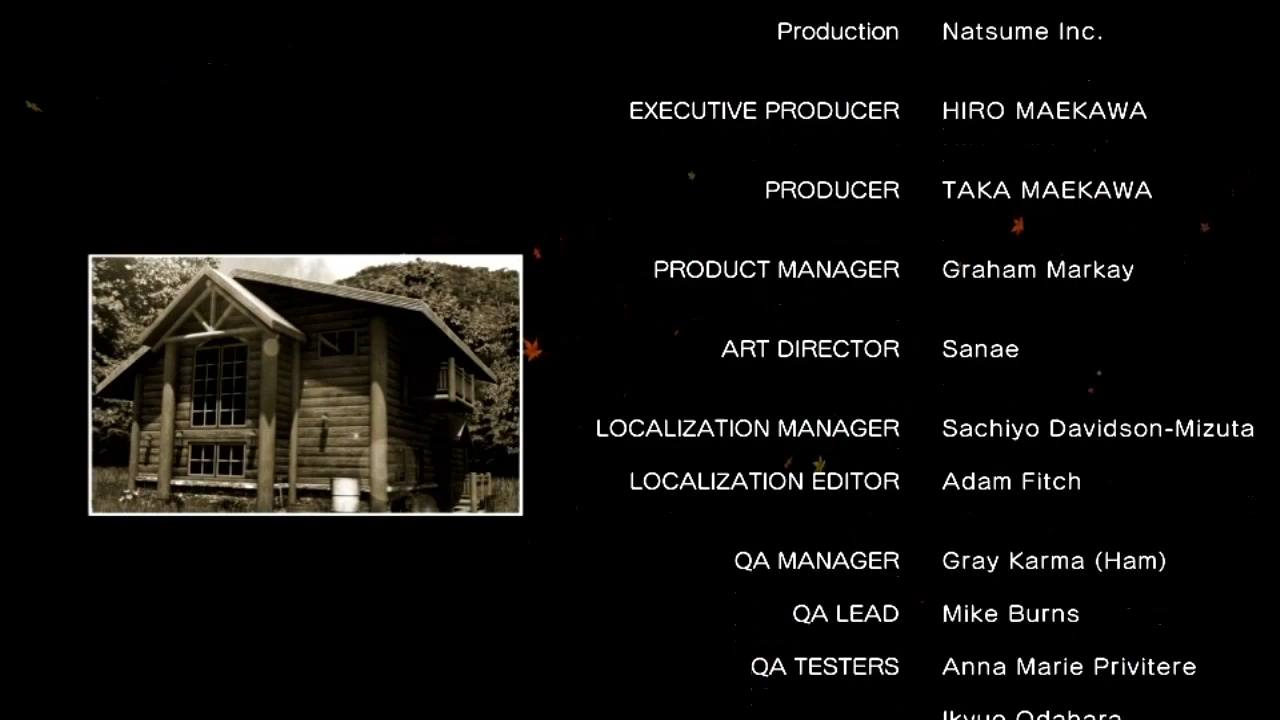 Production Natsume Inc.
EXECUTIVE PRODUCER HIRO MAEKAWA
PRODUCER TAKA MAEKAWA
PRODUCT MANAGER Graham Markay
ART DIRECTOR Sanae
LOCALIZATION MANAGER Sachiyo Davidson-Mizuta
LOCALIZATION EDITOR Adam Fitch
QA MANAGER Gray Karma (Ham)
QA LEAD Mike Burns
QA TESTERS Anna Marie Privitere